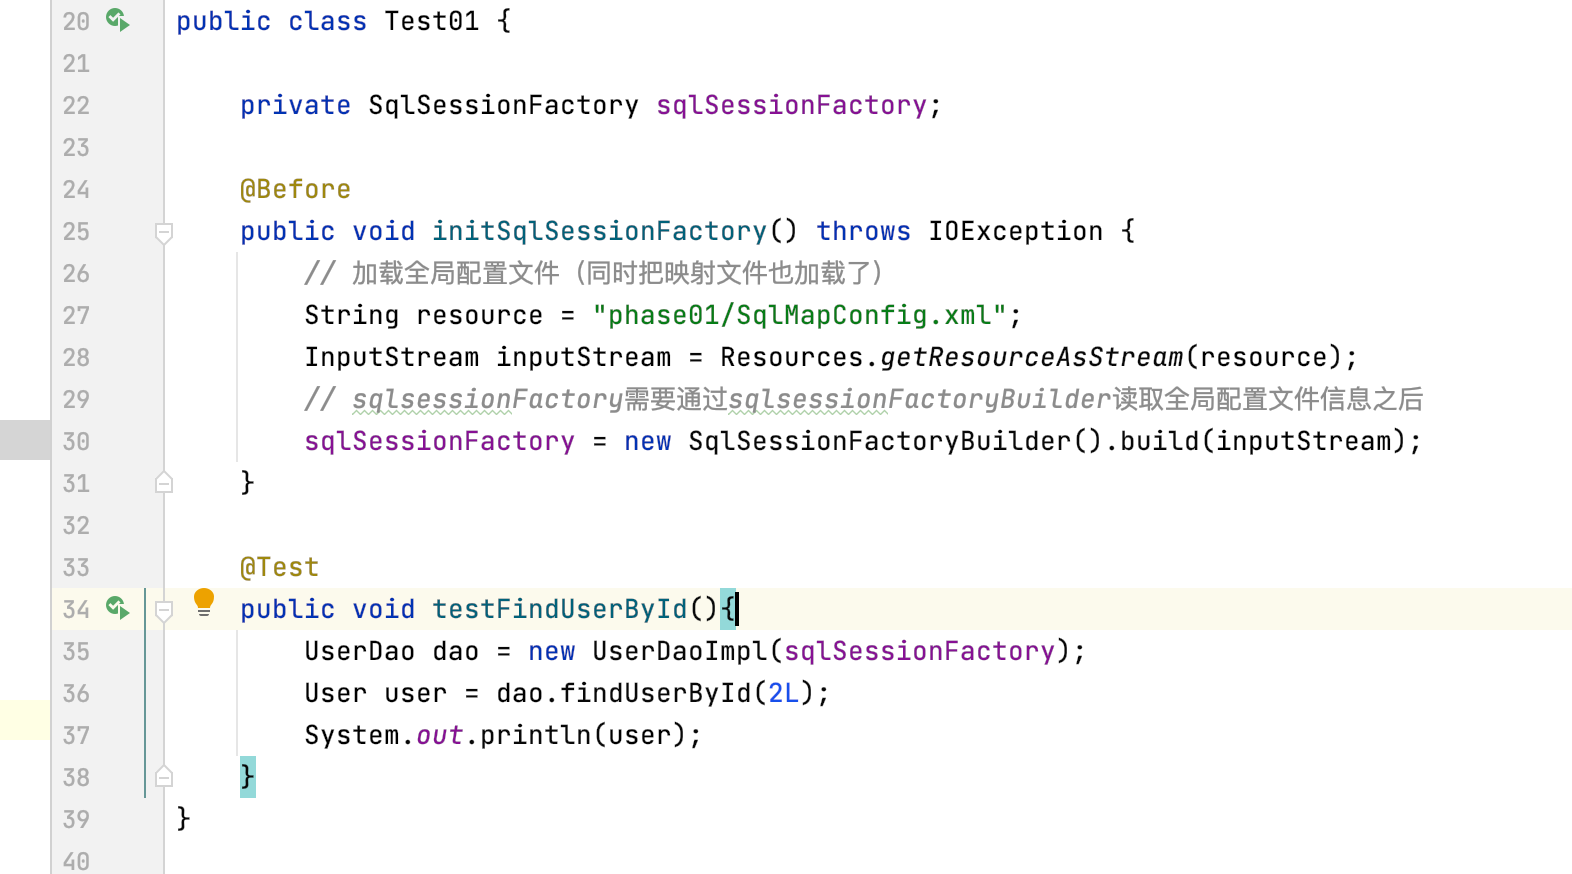 20 public class Test01 {
21
22 private SqlSessionFactory sqlSessionFactory;
23
24 @Before
25 public void initSqlSessionFactory() throws IOException {
26 // 加载全局配置文件（同时把映射文件也加载了）
27 String resource = "phase01/SqlMapConfig.xml";
28 InputStream inputStream = Resources.getResourceAsStream(resource);
29 // sqlsessionFactory需要通过sqlsessionFactoryBuilder读取全局配置文件信息之后
30 sqlSessionFactory = new SqlSessionFactoryBuilder().build(inputStream);
31 }
32
33 @Test
34 public void testFindUserById(){
35 UserDao dao = new UserDaoImpl(sqlSessionFactory);
36 User user = dao.findUserById(2L);
37 System.out.println(user);
38 }
39 }
40